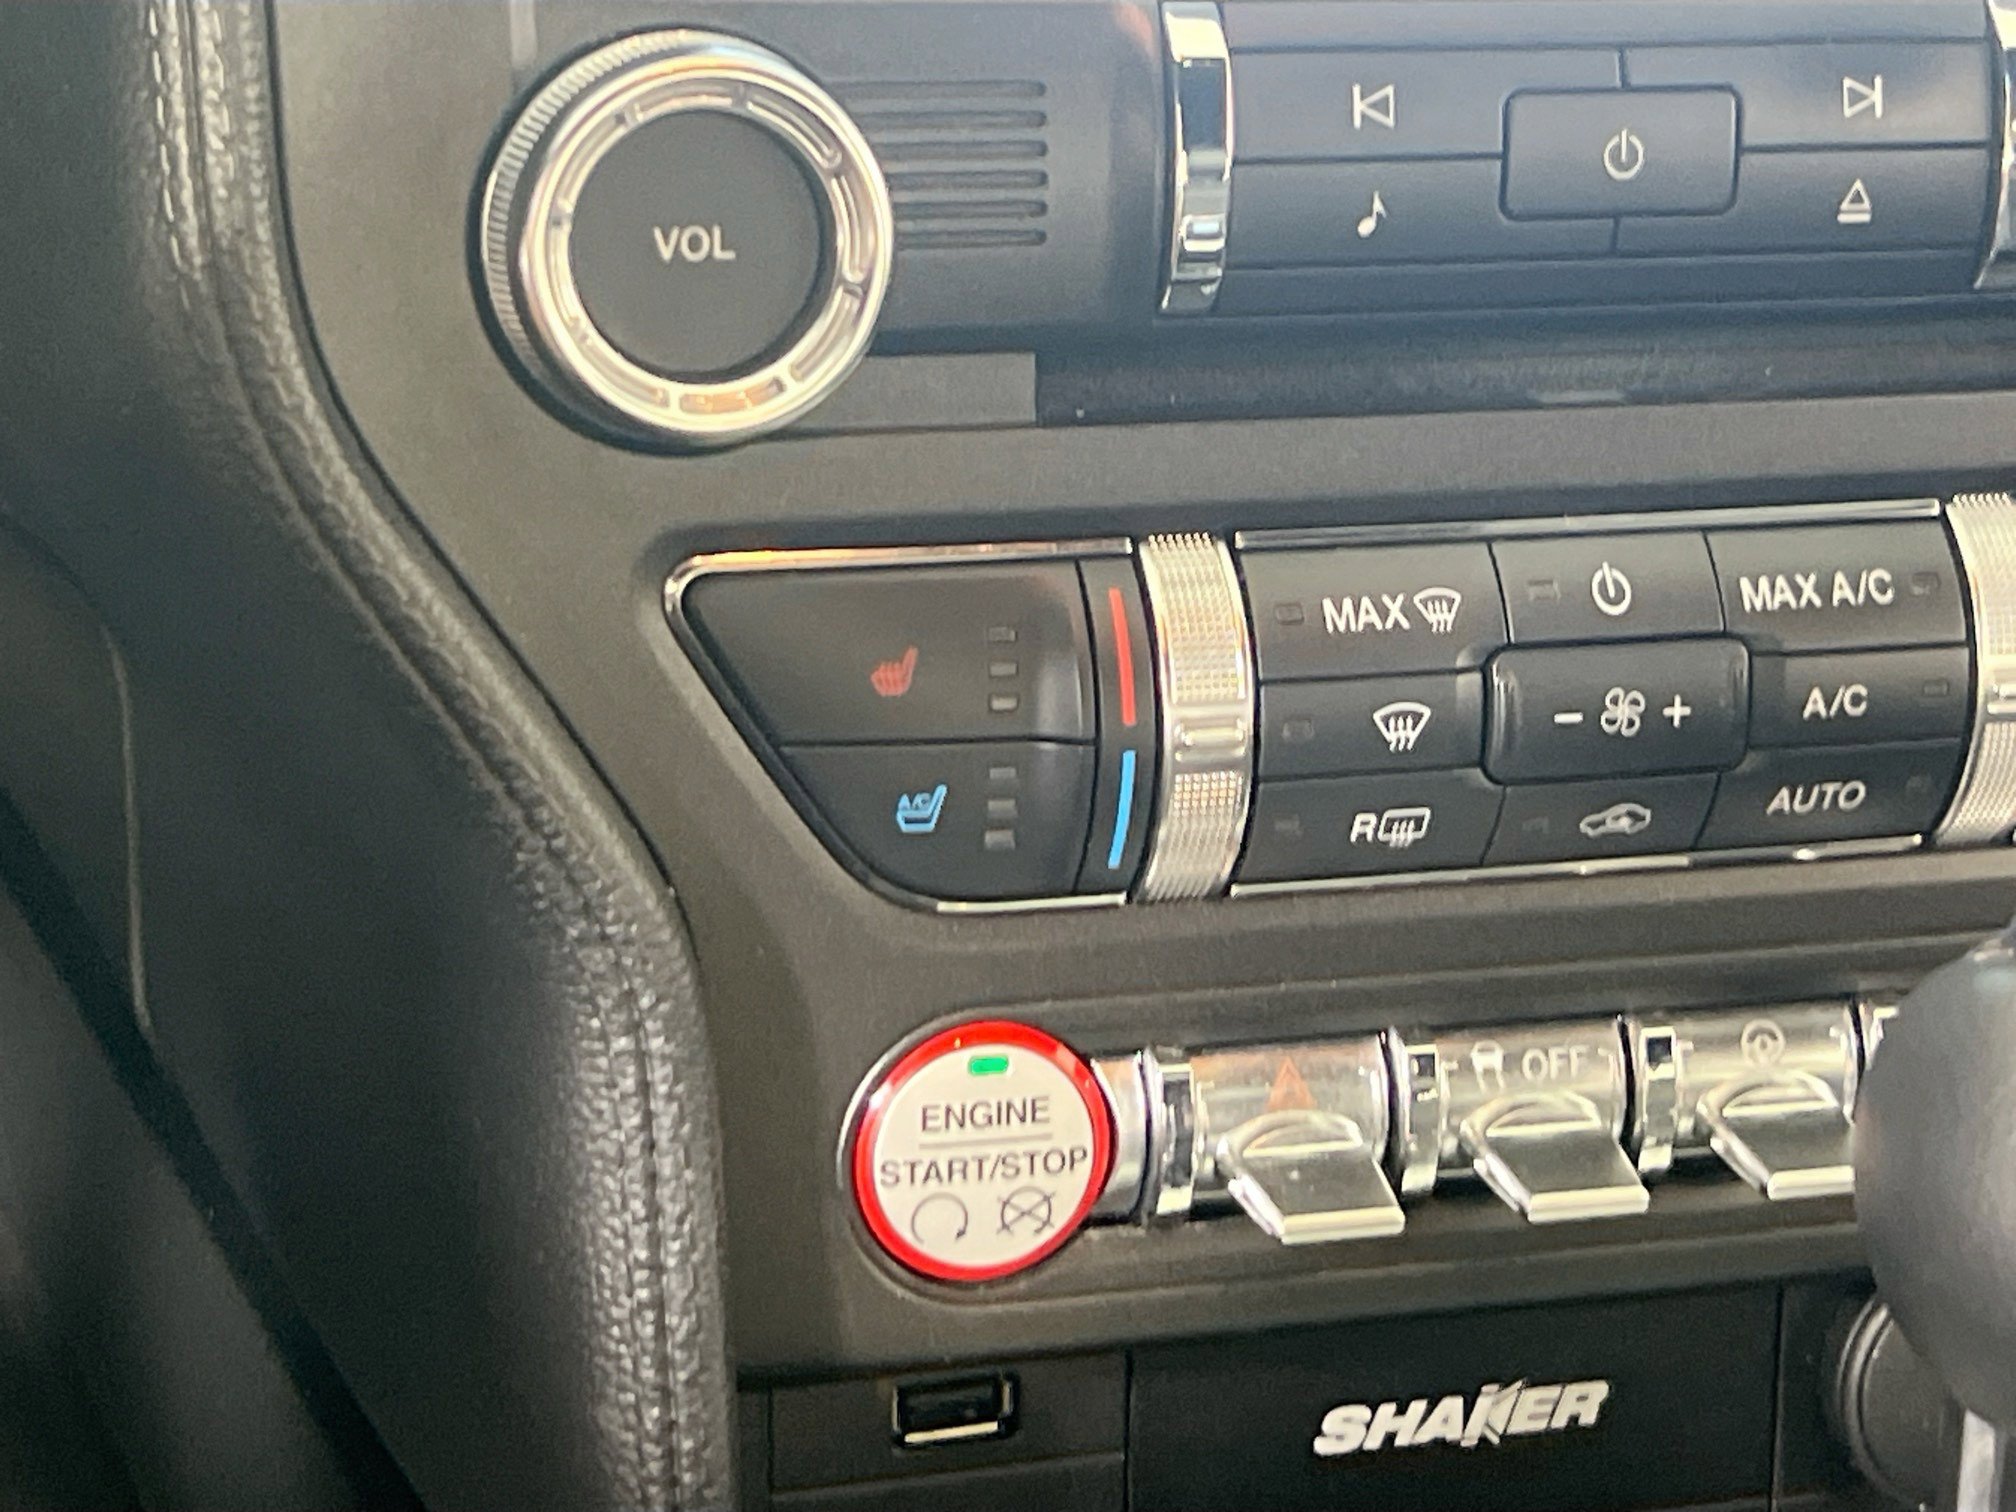 VOL
MAX
MAX A/C
A/C
- +
A/C
R
AUTO
OFF
ENGINE
START/STOP
SHAKER